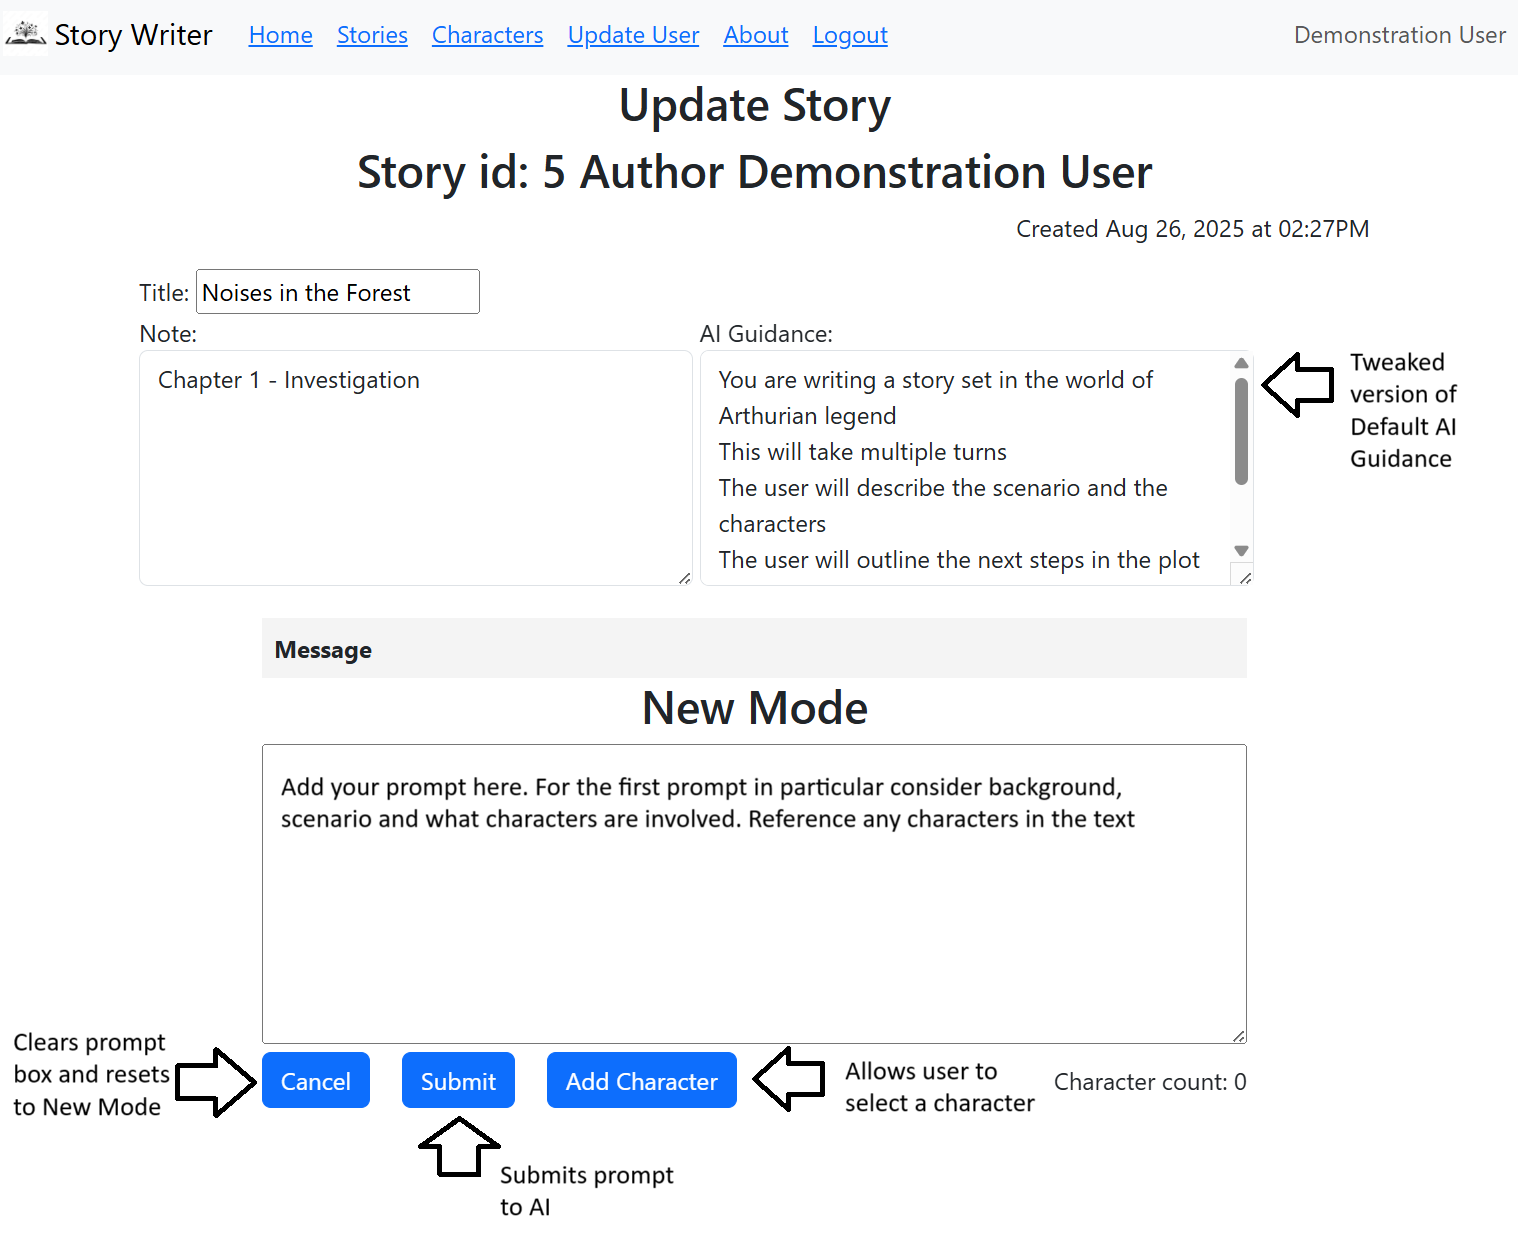 Story Writer Home Stories Characters Update User About Logout Demonstration User
Update Story
Story id: 5 Author Demonstration User
Created Aug 26, 2025 at 02:27PM
Title: Noises in the Forest
Note:
Chapter 1 - Investigation
AI Guidance:
You are writing a story set in the world of
Arthurian legend
This will take multiple turns
The user will describe the scenario and the
characters
The user will outline the next steps in the plot
Tweaked
version of
Default AI
Guidance
Message
New Mode
Add your prompt here. For the first prompt in particular consider background,
scenario and what characters are involved. Reference any characters in the text
Clears prompt
box and resets
to New Mode
Cancel
Submit
Add Character
Allows user to
select a character
Character count: 0
Submits prompt
to AI